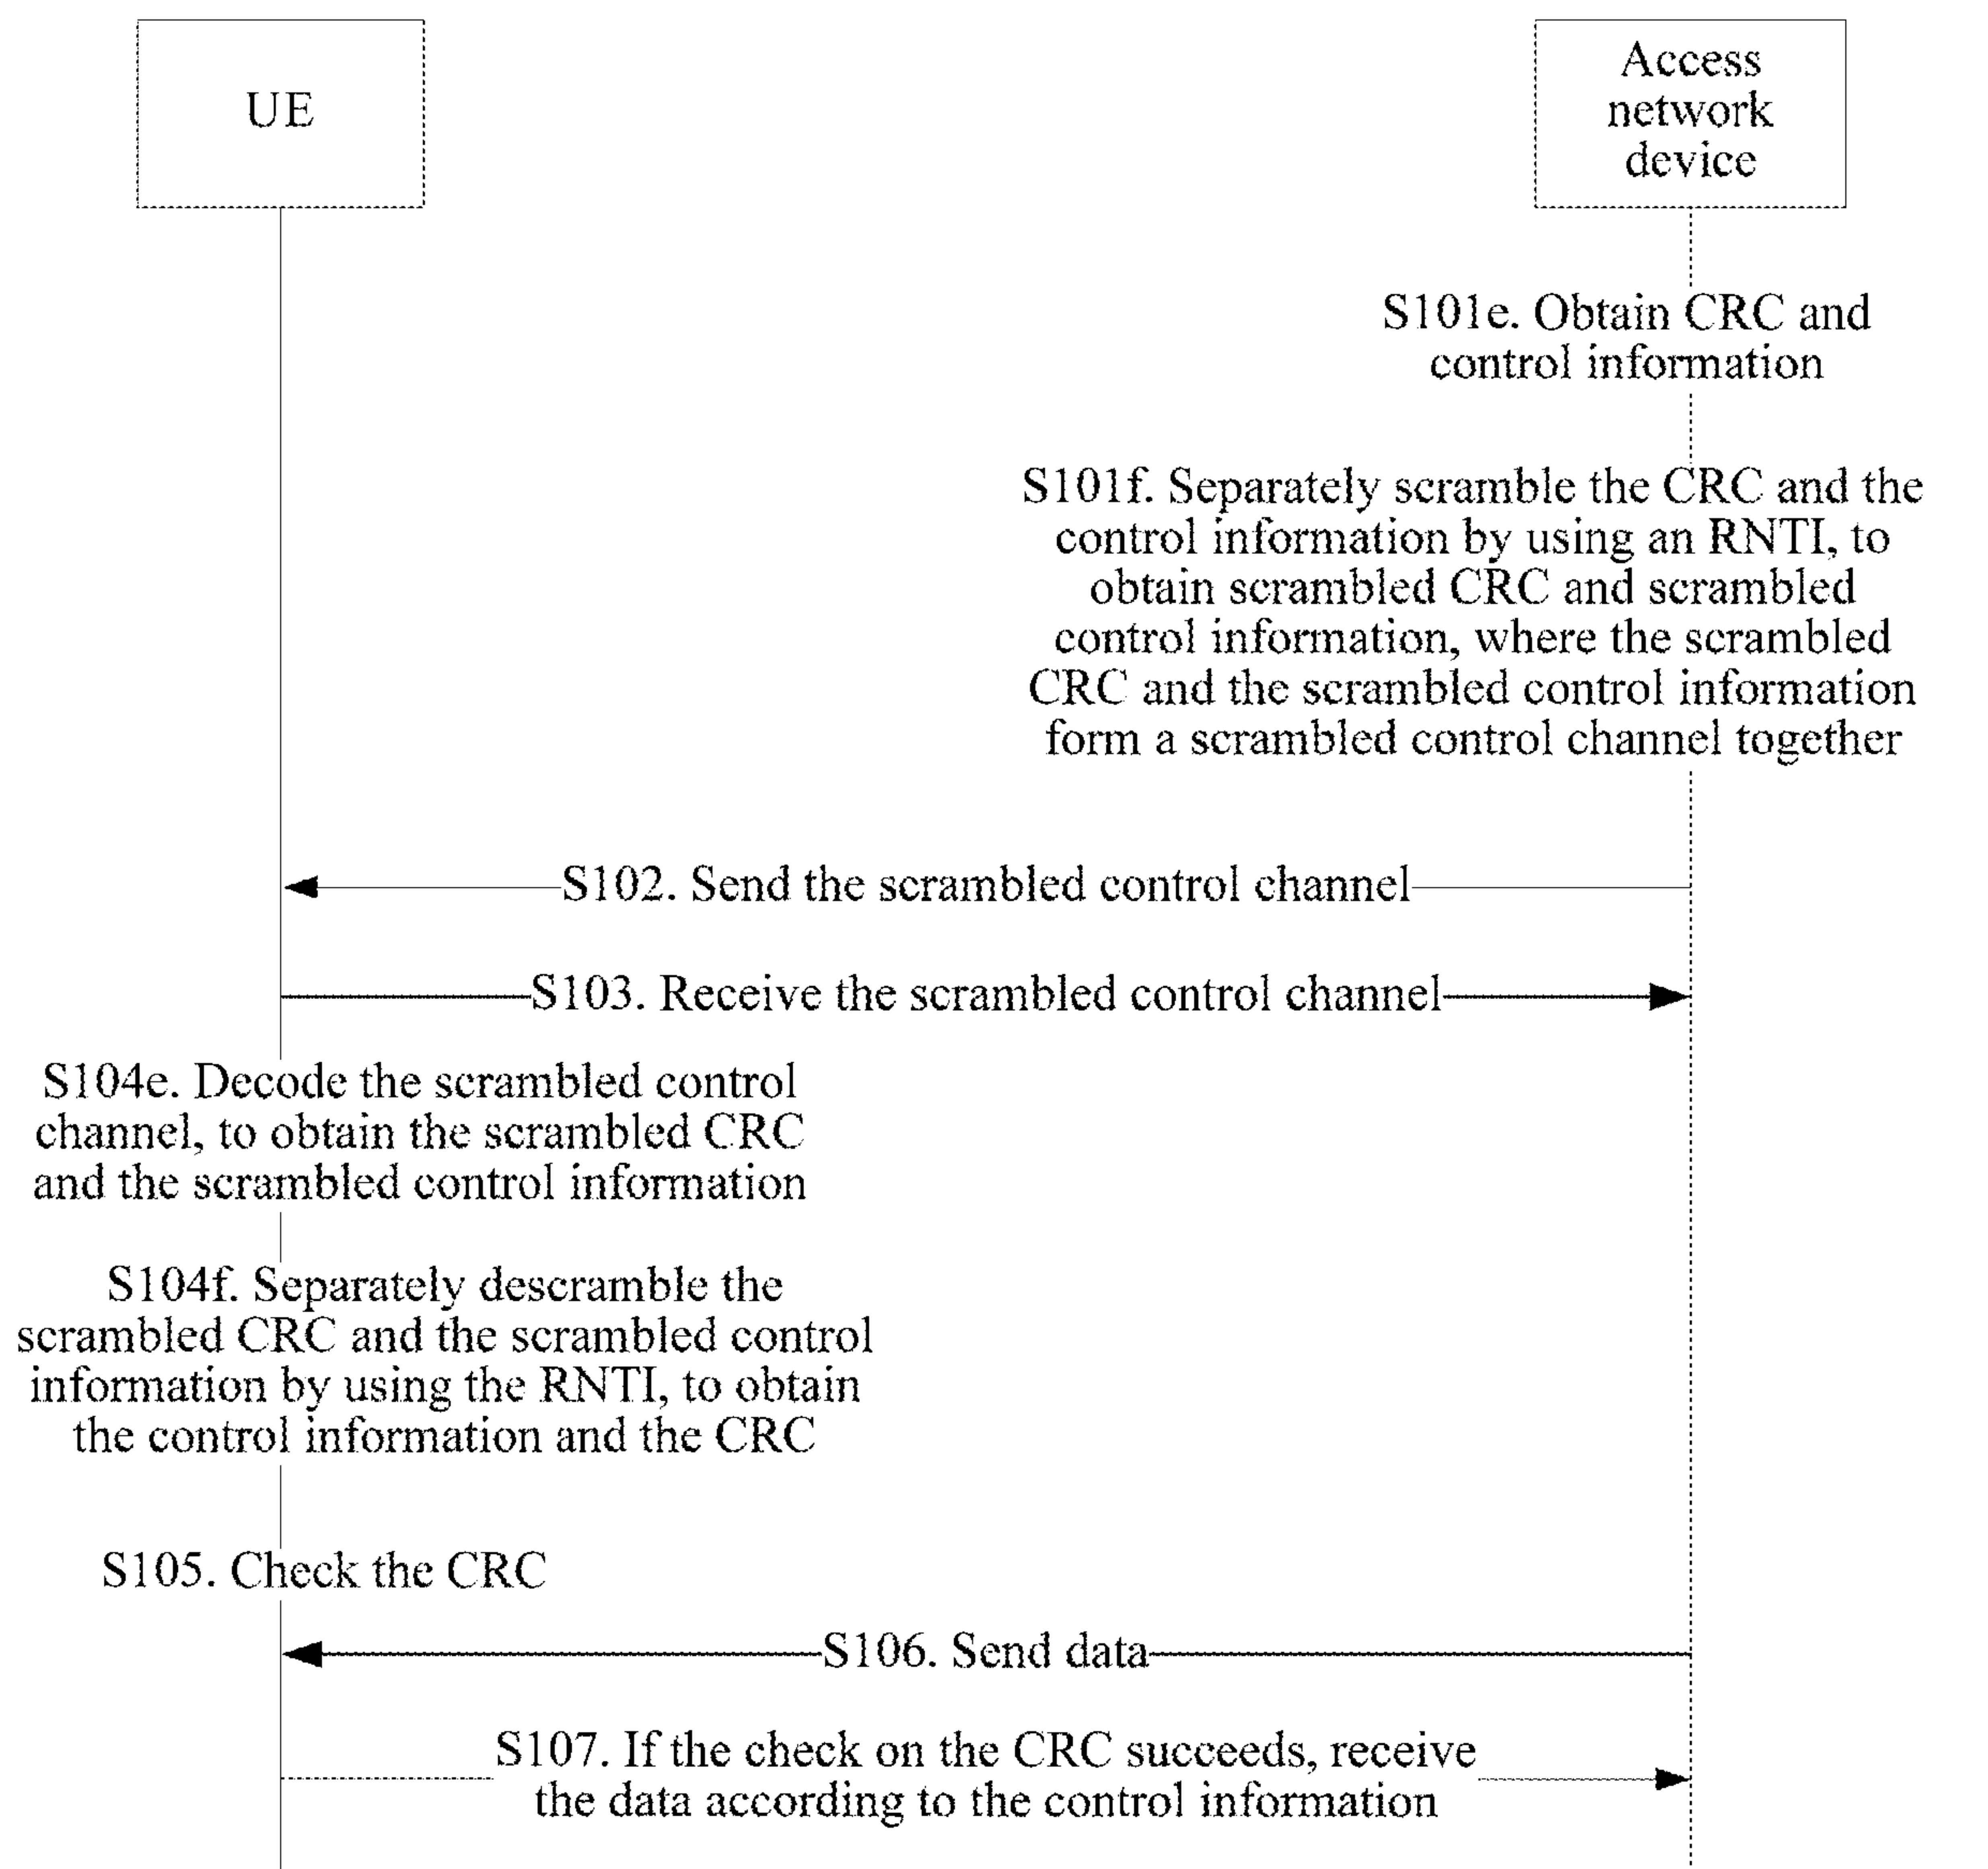 UE
Access
network
device
S101e. Obtain CRC and
control information
S101f. Separately scramble the CRC and the
control information by using an RNTI, to
obtain scrambled CRC and scrambled
control information, where the scrambled
CRC and the scrambled control information
form a scrambled control channel together
S102. Send the scrambled control channel
S103. Receive the scrambled control channel
S104e. Decode the scrambled control
channel, to obtain the scrambled CRC
and the scrambled control information
S104f. Separately descramble the
scrambled CRC and the scrambled control
information by using the RNTI, to obtain
the control information and the CRC
S105. Check the CRC
S106. Send data
S107. If the check on the CRC succeeds, receive
the data according to the control information